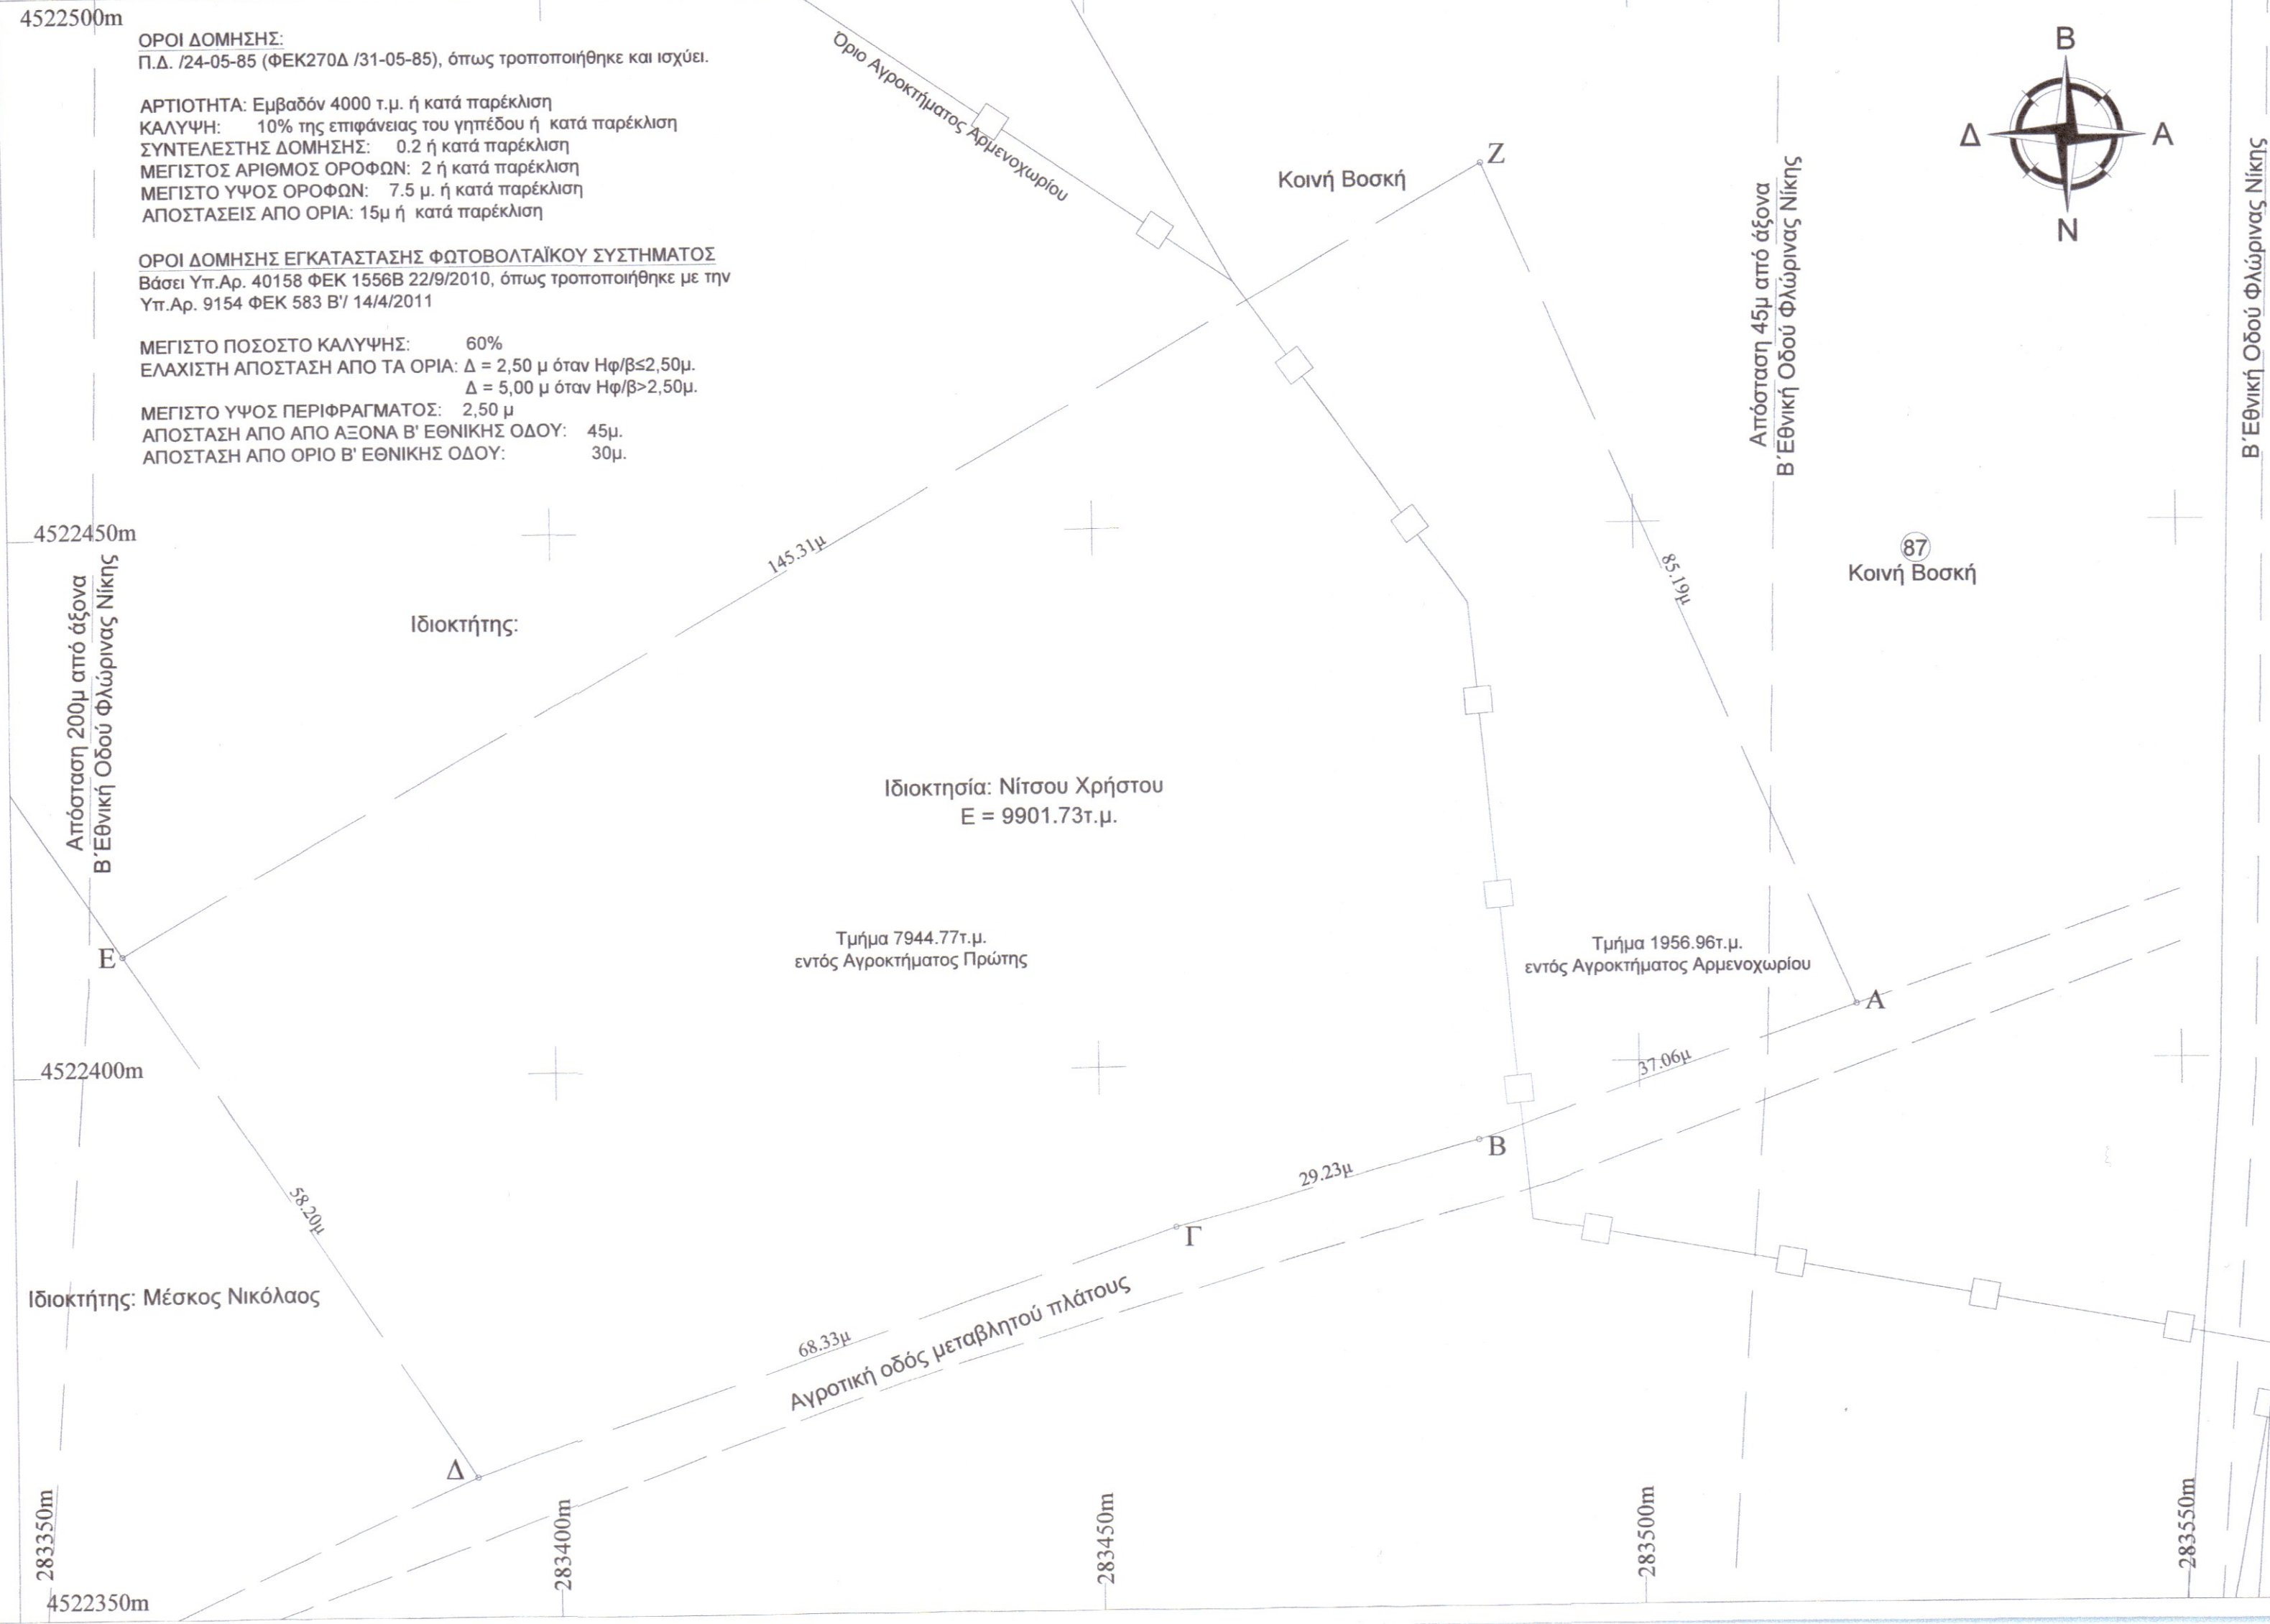 4522500m
ΟΡΟΙ ΔΟΜΗΣΗΣ:
Π.Δ. /24-05-85 (ΦΕΚ270Δ /31-05-85), όπως τροποποιήθηκε και ισχύει.
ΑΡΤΙΟΤΗΤΑ: Εμβαδόν 4000 τ.μ. ή κατά παρέκλιση
ΚΑΛΥΨΗ: 10% της επιφάνειας του γηπέδου ή κατά παρέκλιση
ΣΥΝΤΕΛΕΣΤΗΣ ΔΟΜΗΣΗΣ: 0.2 ή κατά παρέκλιση
ΜΕΓΙΣΤΟΣ ΑΡΙΘΜΟΣ ΟΡΟΦΩΝ: 2 ή κατά παρέκλιση
ΜΕΓΙΣΤΟ ΥΨΟΣ ΟΡΟΦΩΝ: 7.5 μ. ή κατά παρέκλιση
ΑΠΟΣΤΑΣΕΙΣ ΑΠΟ ΟΡΙΑ: 15μ ή κατά παρέκλιση
ΟΡΟΙ ΔΟΜΗΣΗΣ ΕΓΚΑΤΑΣΤΑΣΗΣ ΦΩΤΟΒΟΛΤΑΪΚΟΥ ΣΥΣΤΗΜΑΤΟΣ
Βάσει Υπ.Αρ. 40158 ΦΕΚ 1556Β 22/9/2010, όπως τροποποιήθηκε με την
Υπ.Αρ. 9154 ΦΕΚ 583 Β'/ 14/4/2011
ΜΕΓΙΣΤΟ ΠΟΣΟΣΤΟ ΚΑΛΥΨΗΣ: 60%
ΕΛΑΧΙΣΤΗ ΑΠΟΣΤΑΣΗ ΑΠΟ ΤΑ ΟΡΙΑ: Δ = 2,50 μ όταν Hφ/β≤2,50μ.
Δ = 5,00 μ όταν Hφ/β>2,50μ.
ΜΕΓΙΣΤΟ ΥΨΟΣ ΠΕΡΙΦΡΑΓΜΑΤΟΣ: 2,50 μ
ΑΠΟΣΤΑΣΗ ΑΠΟ ΑΠΟ ΑΞΟΝΑ Β' ΕΘΝΙΚΗΣ ΟΔΟΥ: 45μ.
ΑΠΟΣΤΑΣΗ ΑΠΟ ΟΡΙΟ Β' ΕΘΝΙΚΗΣ ΟΔΟΥ: 30μ.
Όριο Αγροκτήματος Αρμενοχωρίου
Κοινή Βοσκή
Ζ
Β
Δ
Α
Ν
Απόσταση 45μ από άξονα
Β΄Εθνική Οδού Φλώρινας Νίκης
Β΄Εθνική Οδού Φλώρινας Νίκης
4522450m
145.31μ
85.19μ
87
Κοινή Βοσκή
Απόσταση 200μ από άξονα
Β΄Εθνική Οδού Φλώρινας Νίκης
Ιδιοκτήτης:
Ιδιοκτησία: Νίτσου Χρήστου
Ε = 9901.73τ.μ.
Ε
Τμήμα 7944.77τ.μ.
εντός Αγροκτήματος Πρώτης
Τμήμα 1956.96τ.μ.
εντός Αγροκτήματος Αρμενοχωρίου
Α
4522400m
37.06μ
Β
29.23μ
58.20μ
Γ
Ιδιοκτήτης: Μέσκος Νικόλαος
68.33μ
Αγροτική οδός μεταβλητού πλάτους
Δ
283350m
283400m
283450m
283500m
283550m
4522350m